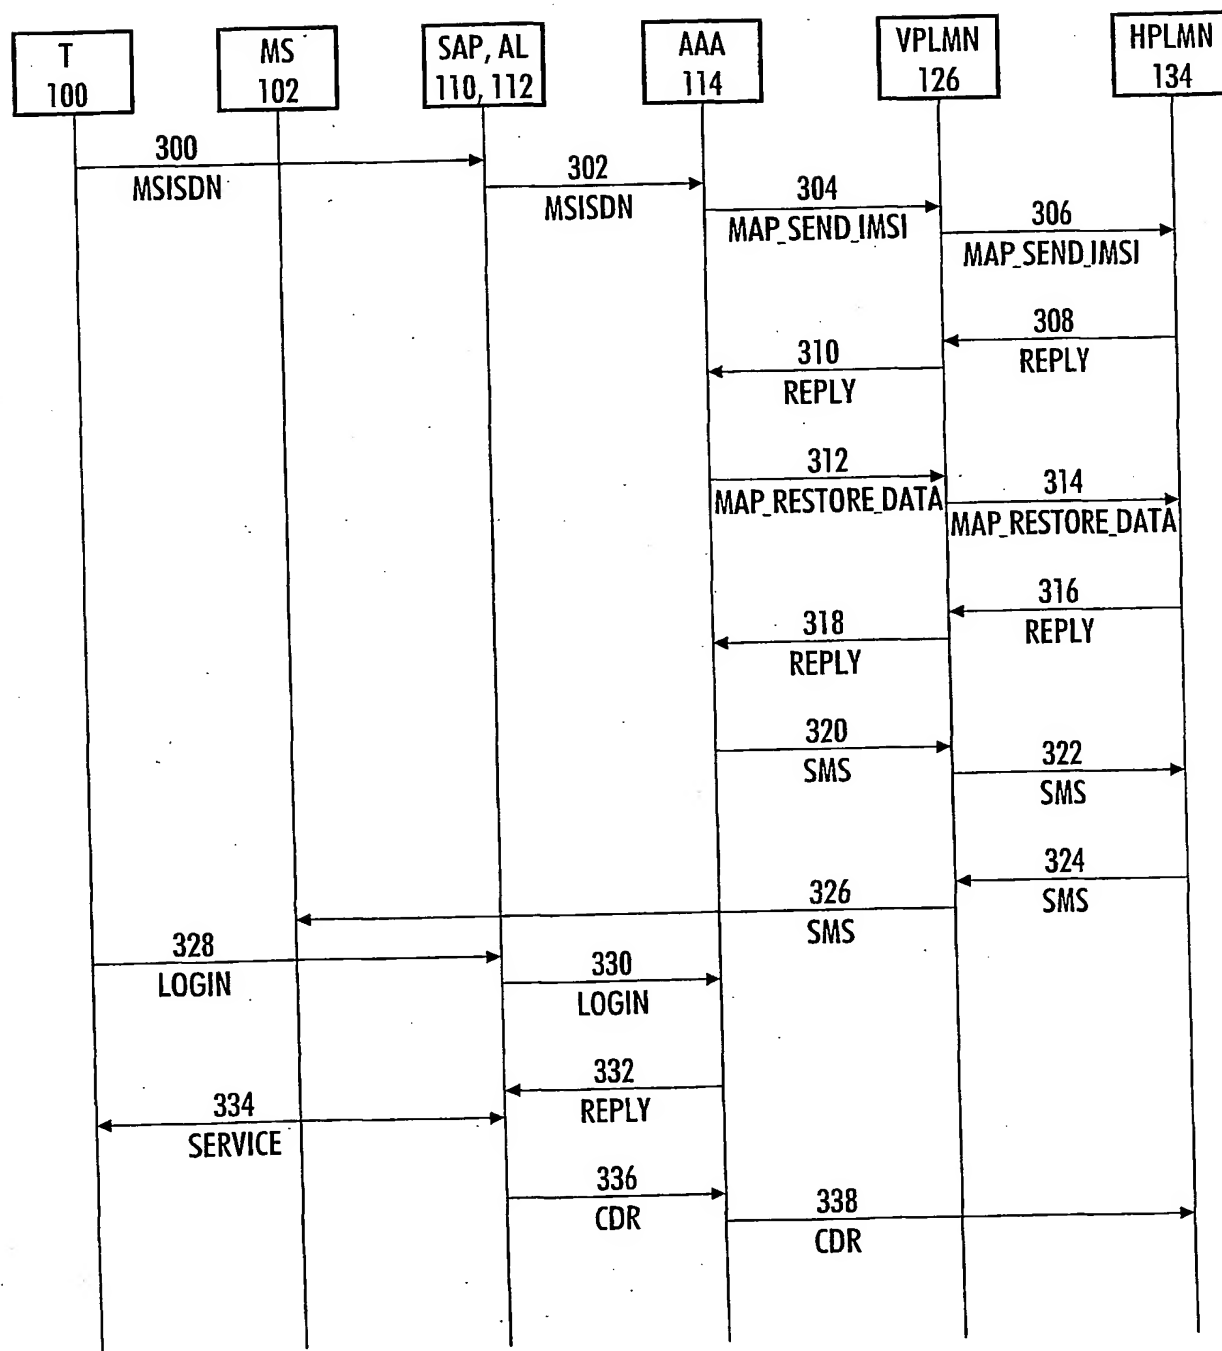 T
100
MS
102
SAP, AL
110, 112
AAA
114
VPLMN
126
HPLMN
134
300
MSISDN
302
MSISDN
304
MAP_SEND_IMSI
306
MAP_SEND_IMSI
308
REPLY
310
REPLY
312
MAP_RESTORE_DATA
314
MAP_RESTORE_DATA
316
REPLY
318
REPLY
320
SMS
322
SMS
324
SMS
326
SMS
328
LOGIN
330
LOGIN
332
REPLY
334
SERVICE
336
CDR
338
CDR